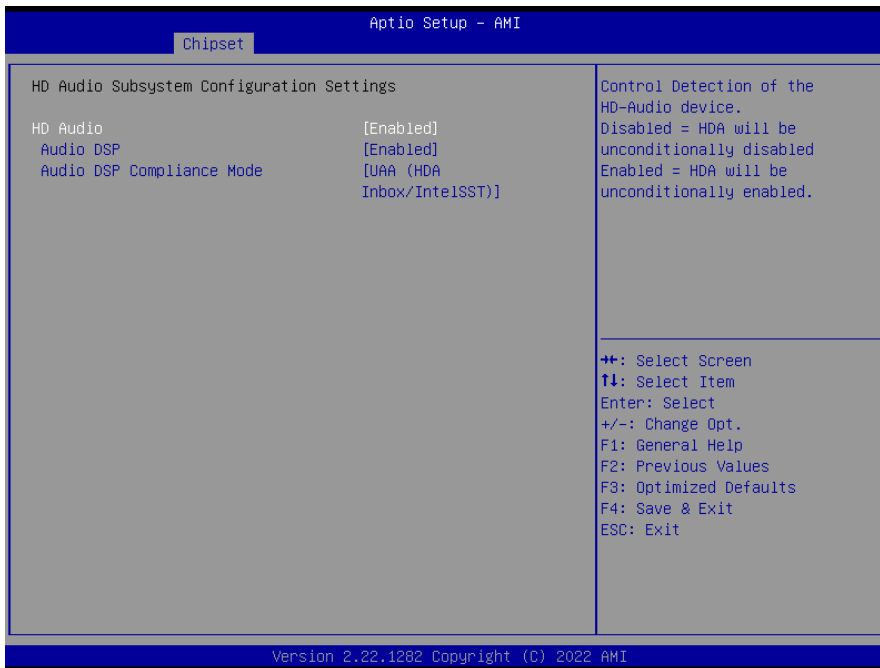 Aptio Setup – AMI
Chipset
HD Audio Subsystem Configuration Settings
HD Audio [Enabled]
Audio DSP [Enabled]
Audio DSP Compliance Mode [UAA (HDA
Inbox/IntelSST)]
Control Detection of the
HD-Audio device.
Disabled = HDA will be
unconditionally disabled
Enabled = HDA will be
unconditionally enabled.
→←: Select Screen
↑↓: Select Item
Enter: Select
+/-: Change Opt.
F1: General Help
F2: Previous Values
F3: Optimized Defaults
F4: Save & Exit
ESC: Exit
Version 2.22.1282 Copyright (C) 2022 AMI